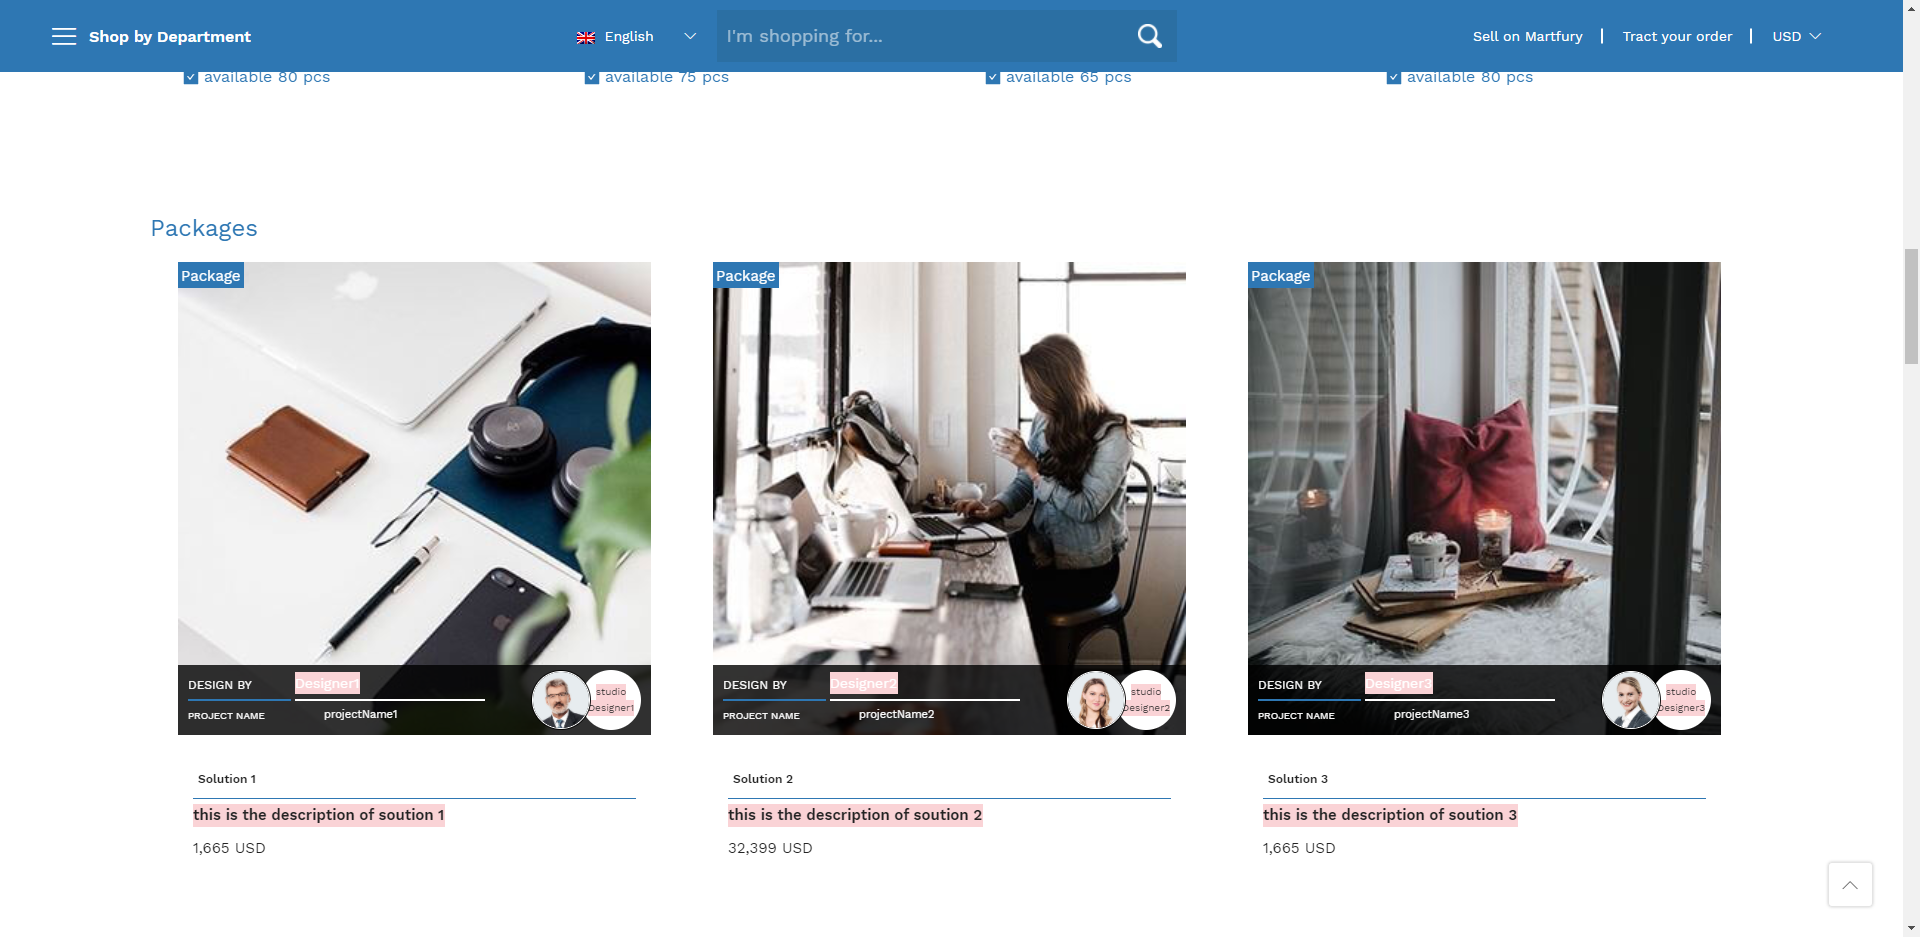 Shop by Department
English
I'm shopping for...
Sell on Martfury
Tract your order
USD
available 80 pcs
available 75 pcs
available 65 pcs
available 80 pcs
Packages
Package
Package
Package
DESIGN BY
Designer1
PROJECT NAME
projectName1
studio
Designer1
DESIGN BY
Designer2
PROJECT NAME
projectName2
studio
Designer2
DESIGN BY
Designer3
PROJECT NAME
projectName3
studio
Designer3
Solution 1
this is the description of soution 1
1,665 USD
Solution 2
this is the description of soution 2
32,399 USD
Solution 3
this is the description of soution 3
1,665 USD